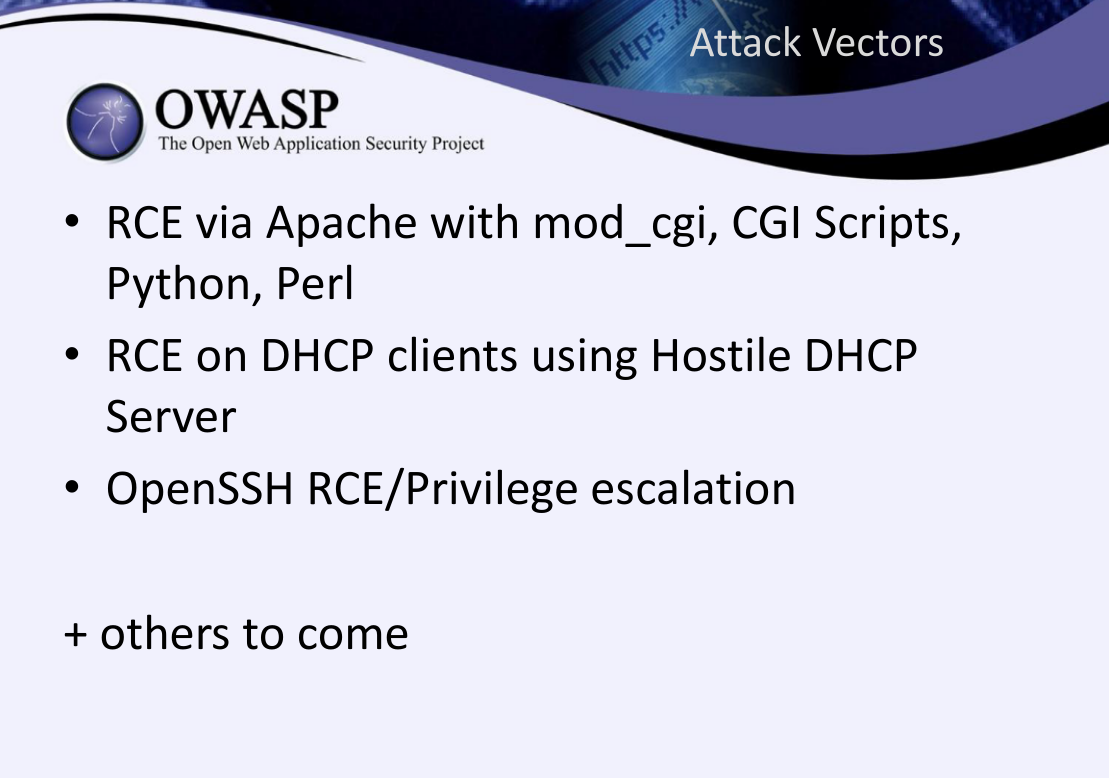 https:/
Attack Vectors
OWASP
The Open Web Application Security Project
• RCE via Apache with mod_cgi, CGI Scripts,
Python, Perl
• RCE on DHCP clients using Hostile DHCP
Server
• OpenSSH RCE/Privilege escalation
+ others to come